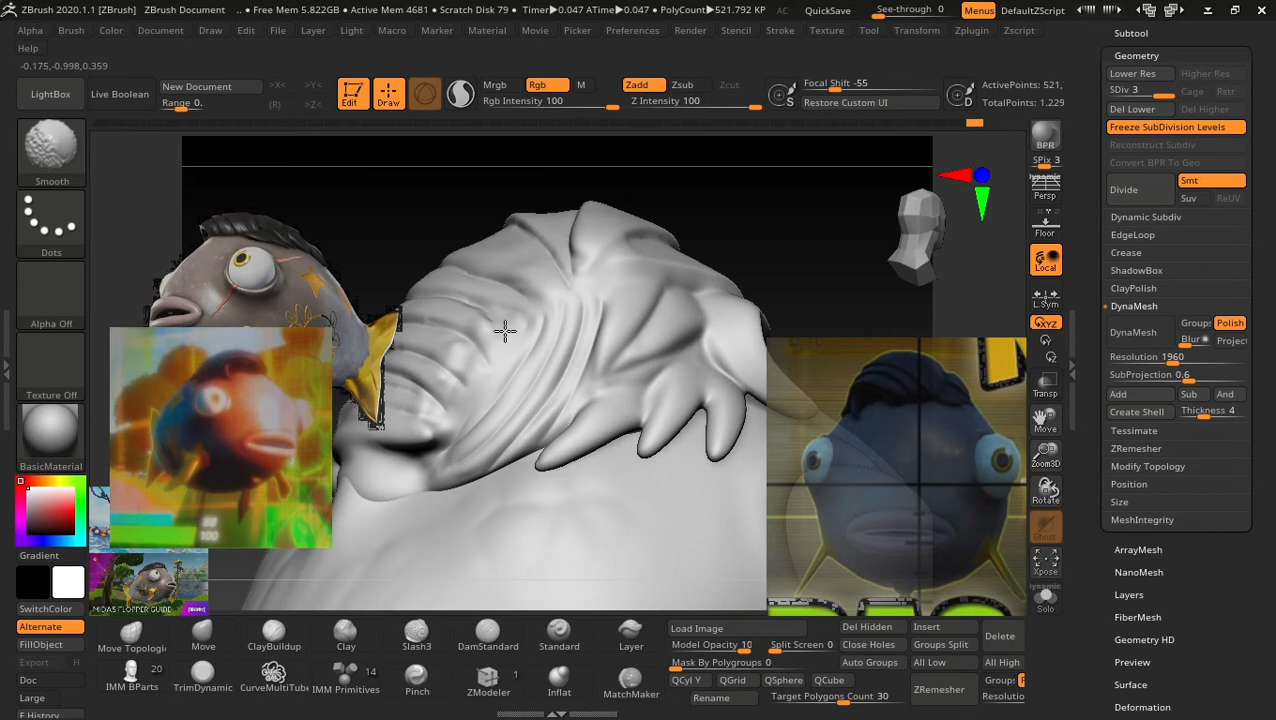 ZBrush 2020.1.1 [ZBrush] ZBrush Document .. • Free Mem 5.822GB • Active Mem 4681 • Scratch Disk 79 • Timer▶0.047 ATime▶0.047 • PolyCount▶521.792 KP AC QuickSave See-through 0 Menus DefaultZScript
Alpha Brush Color Document Draw Edit File Layer Light Macro Marker Material Movie Picker Preferences Render Stencil Stroke Texture Tool Transform Zplugin Zscript
Help
-0.175,-0.998,0.359
LightBox Live Boolean New Document Range 0. >X< >Y< (R) >Z< Edit Draw Mrgb Rgb M Rgb Intensity 100 Zadd Zsub Zcut Z Intensity 100 S Focal Shift -55 Restore Custom UI D ActivePoints: 521, TotalPoints: 1.229
Smooth
Dots
Alpha Off
Texture Off
BasicMaterial
Gradient
SwitchColor
Alternate
FillObject
Export H
Doc
Large
88
100
MIDAS FLOPPER GUIDE
BPR
SPix 3
Dynamic
Persp
Floor
Local
L.Sym
XYZ
Y
Z
Transp
Move
Zoom3D
Rotate
Ghost
Xpose
Dynamic
Solo
Subtool
Geometry
Lower Res Higher Res
SDiv 3 Cage Rstr
Del Lower Del Higher
Freeze SubDivision Levels
Reconstruct Subdiv
Convert BPR To Geo
Divide Smt
Suv ReUV
Dynamic Subdiv
EdgeLoop
Crease
ShadowBox
ClayPolish
DynaMesh
DynaMesh Groups Polish
Blur Project
Resolution 1960
SubProjection 0.6
Add Sub And
Create Shell Thickness 4
Tessimate
ZRemesher
Modify Topology
Position
Size
MeshIntegrity
ArrayMesh
NanoMesh
Layers
FiberMesh
Geometry HD
Preview
Surface
Deformation
Move Topologic Move ClayBuildup Clay Slash3 DamStandard Standard Layer
20 14 1
IMM BParts TrimDynamic CurveMultiTube IMM Primitives Pinch ZModeler Inflat MatchMaker
Load Image Del Hidden Insert Delete
Model Opacity 10 Split Screen 0 Close Holes Groups Split
Mask By Polygroups 0 Auto Groups All Low All High
QCyl Y QGrid QSphere QCube ZRemesher Groups
Rename Target Polygons Count 30 Resolution